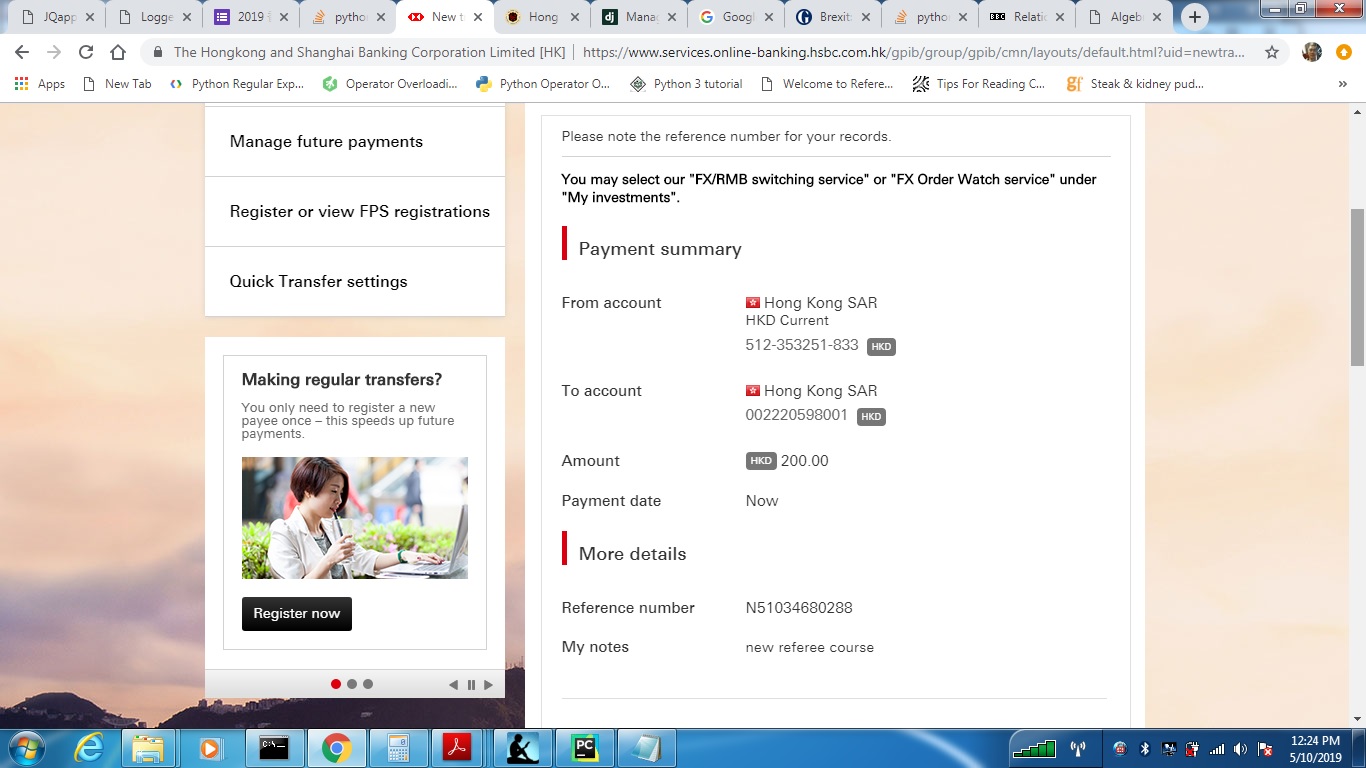 JQapp
Logge
2019
pythor
New t
Hong
Mana
Googl
Brexit
pythor
BBC Relatio
Algeb
The Hongkong and Shanghai Banking Corporation Limited [HK] https://www.services.online-banking.hsbc.com.hk/gpib/group/gpib/cmn/layouts/default.html?uid=newtra...
Apps
New Tab
Python Regular Exp...
Operator Overloadi...
Python Operator O...
Python 3 tutorial
Welcome to Refere...
Tips For Reading C...
gf Steak & kidney pud...
»
Manage future payments
Register or view FPS registrations
Quick Transfer settings
Making regular transfers?
You only need to register a new
payee once – this speeds up future
payments.
Register now
Please note the reference number for your records.
You may select our "FX/RMB switching service" or "FX Order Watch service" under
"My investments".
Payment summary
From account
Hong Kong SAR
HKD Current
512-353251-833 HKD
To account
Hong Kong SAR
002220598001 HKD
Amount
HKD 200.00
Payment date
Now
More details
Reference number
N51034680288
My notes
new referee course
12:24 PM
5/10/2019